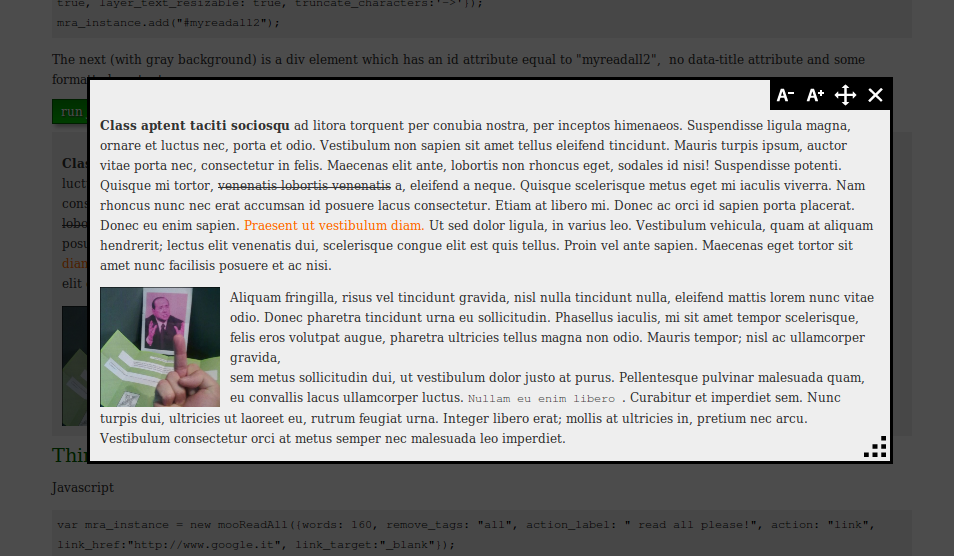 true, layer_text_resizable: true, truncate_characters:'->'});
mra_instance.add("#myreadall2");
The next (with gray background) is a div element which has an id attribute equal to "myreadall2", no data-title attribute and some
run
A- A+
Class aptent taciti sociosqu ad litora torquent per conubia nostra, per inceptos himenaeos. Suspendisse ligula magna,
ornare et luctus nec, porta et odio. Vestibulum non sapien sit amet tellus eleifend tincidunt. Mauris turpis ipsum, auctor
vitae porta nec, consectetur in felis. Maecenas elit ante, lobortis non rhoncus eget, sodales id nisi! Suspendisse potenti.
Quisque mi tortor, venenatis lobortis venenatis a, eleifend a neque. Quisque scelerisque metus eget mi iaculis viverra. Nam
rhoncus nunc nec erat accumsan id posuere lacus consectetur. Etiam at libero mi. Donec ac orci id sapien porta placerat.
Donec eu enim sapien. Praesent ut vestibulum diam. Ut sed dolor ligula, in varius leo. Vestibulum vehicula, quam at aliquam
hendrerit; lectus elit venenatis dui, scelerisque congue elit est quis tellus. Proin vel ante sapien. Maecenas eget tortor sit
amet nunc facilisis posuere et ac nisi.
Aliquam fringilla, risus vel tincidunt gravida, nisl nulla tincidunt nulla, eleifend mattis lorem nunc vitae
odio. Donec pharetra tincidunt urna eu sollicitudin. Phasellus iaculis, mi sit amet tempor scelerisque,
felis eros volutpat augue, pharetra ultricies tellus magna non odio. Mauris tempor; nisl ac ullamcorper
gravida,
sem metus sollicitudin dui, ut vestibulum dolor justo at purus. Pellentesque pulvinar malesuada quam,
eu convallis lacus ullamcorper luctus. Nullam eu enim libero . Curabitur et imperdiet sem. Nunc
turpis dui, ultricies ut laoreet eu, rutrum feugiat urna. Integer libero erat; mollis at ultricies in, pretium nec arcu.
Vestibulum consectetur orci at metus semper nec malesuada leo imperdiet.
Javascript
var mra_instance = new mooReadAll({words: 160, remove_tags: "all", action_label: " read all please!", action: "link",
link_href:"http://www.google.it", link_target:"_blank"});